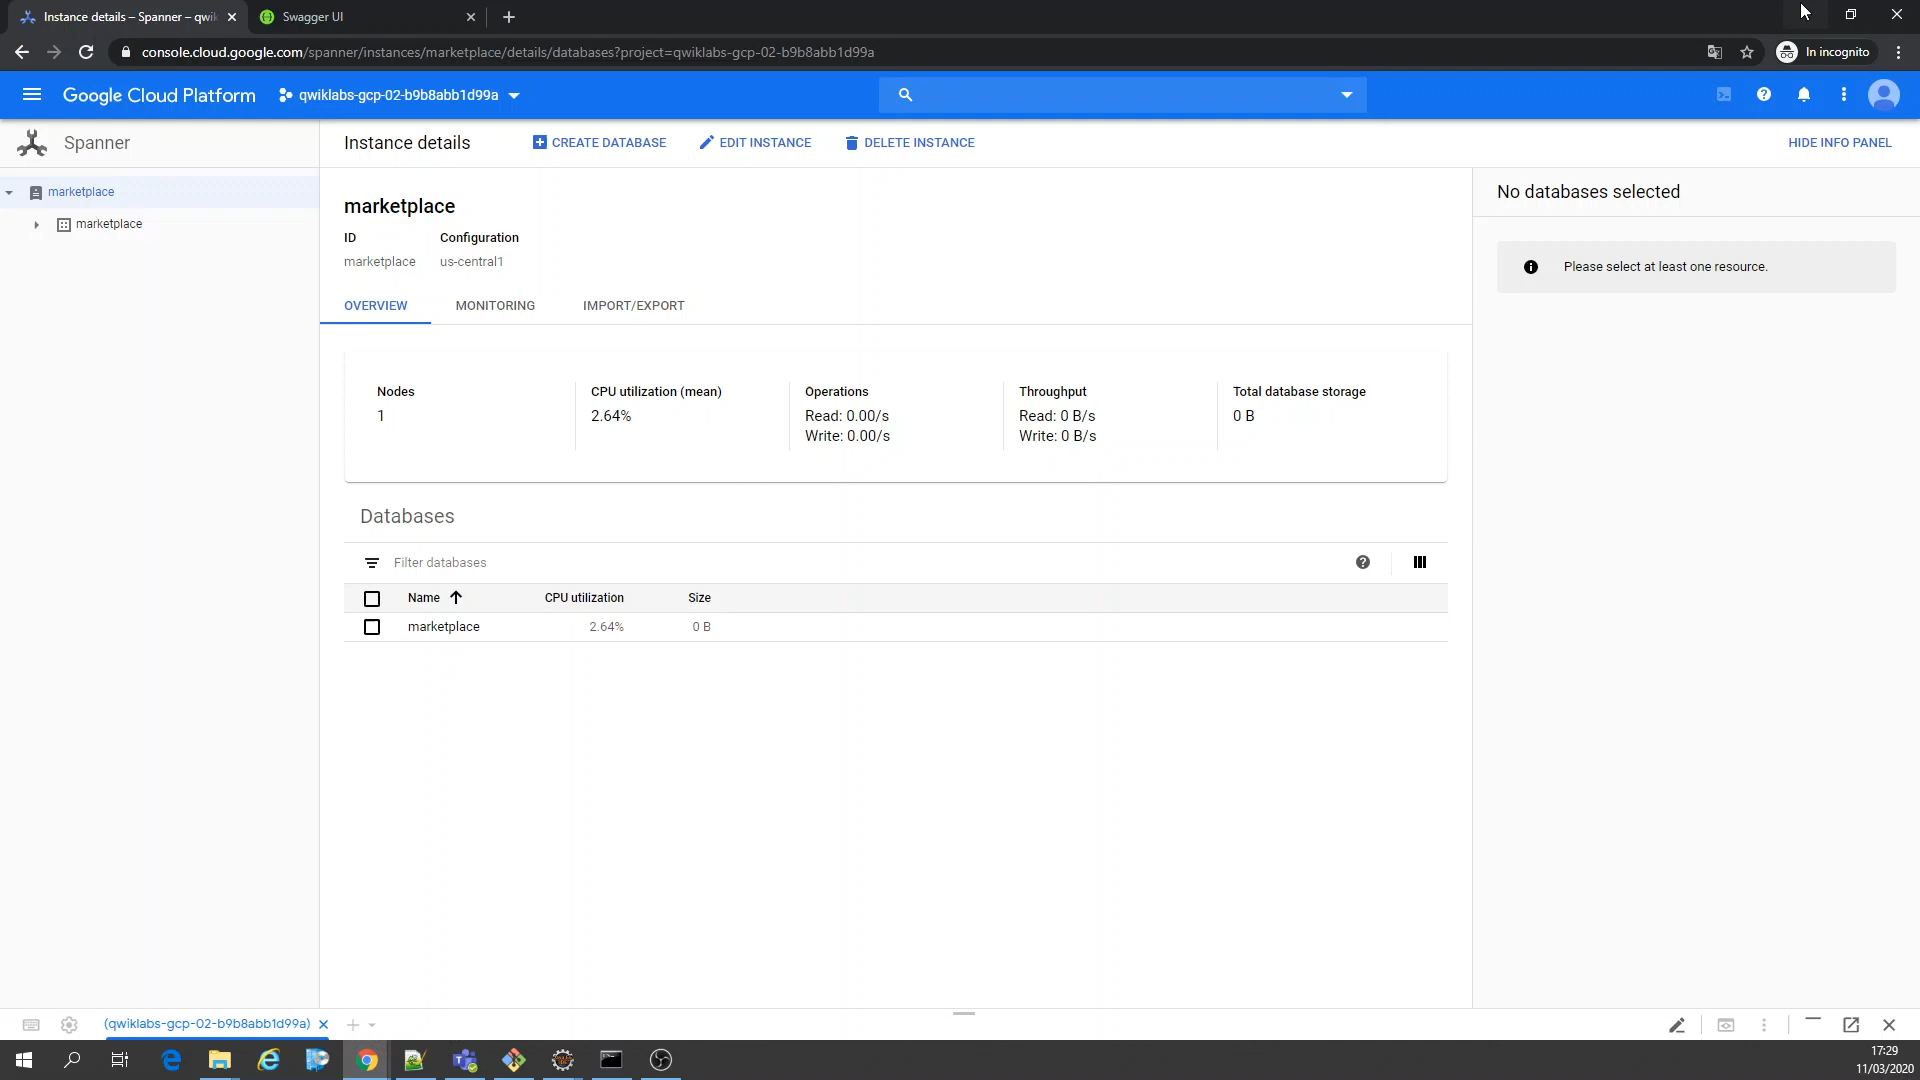 Instance details – Spanner – qwik
Swagger UI
console.cloud.google.com/spanner/instances/marketplace/details/databases?project=qwiklabs-gcp-02-b9b8abb1d99a
In incognito
Google Cloud Platform
qwiklabs-gcp-02-b9b8abb1d99a
Spanner
Instance details
CREATE DATABASE
EDIT INSTANCE
DELETE INSTANCE
HIDE INFO PANEL
marketplace
marketplace
marketplace
ID
Configuration
marketplace
us-central1
OVERVIEW
MONITORING
IMPORT/EXPORT
No databases selected
Please select at least one resource.
Nodes
1
CPU utilization (mean)
2.64%
Operations
Read: 0.00/s
Write: 0.00/s
Throughput
Read: 0 B/s
Write: 0 B/s
Total database storage
0 B
Databases
Filter databases
Name
CPU utilization
Size
marketplace
2.64%
0 B
(qwiklabs-gcp-02-b9b8abb1d99a)
17:29
11/03/2020